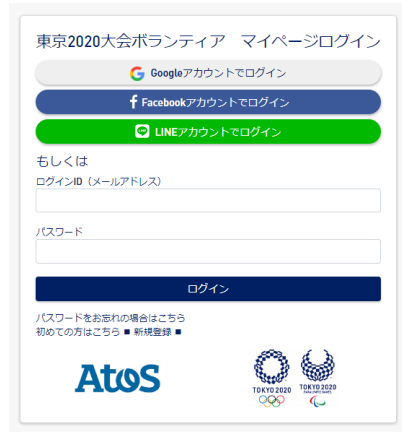 東京2020大会ボランティア　マイページログイン
Googleアカウントでログイン
Facebookアカウントでログイン
LINEアカウントでログイン
もしくは
ログインID（メールアドレス）
パスワード
ログイン
パスワードをお忘れの場合はこちら
初めての方はこちら ■ 新規登録 ■
Atos
TOKYO 2020
TOKYO 2020
PARALYMPIC GAMES